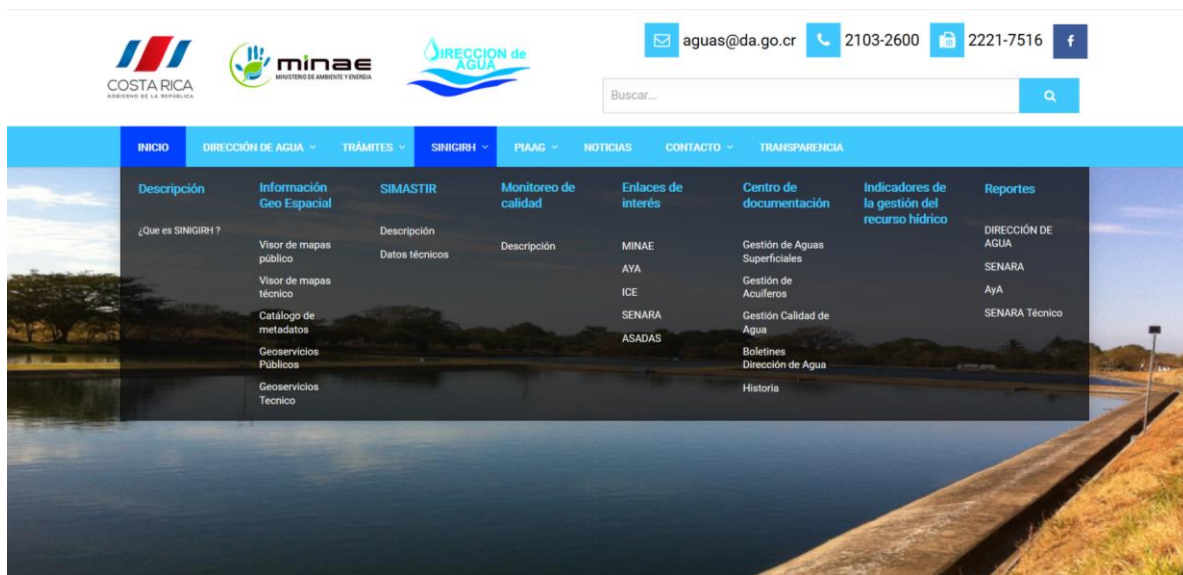 COSTA RICA
GOBIERNO DE LA REPÚBLICA
minae
MINISTERIO DE AMBIENTE Y ENERGIA
DIRECCION de
AGUA
aguas@da.go.cr
2103-2600
2221-7516
f
Buscar...
INICIO
DIRECCIÓN DE AGUA
TRÁMITES
SINIGIRH
PIAAG
NOTICIAS
CONTACTO
TRANSPARENCIA
Descripción
¿Que es SINIGIRH ?
Información
Geo Espacial
Visor de mapas
público
Visor de mapas
técnico
Catálogo de
metadatos
Geoservicios
Públicos
Geoservicios
Tecnico
SIMASTIR
Descripción
Datos técnicos
Monitoreo de
calidad
Descripción
Enlaces de
interés
MINAE
AYA
ICE
SENARA
ASADAS
Centro de
documentación
Gestión de Aguas
Superficiales
Gestión de
Acuíferos
Gestión Calidad de
Agua
Boletines
Dirección de Agua
Historia
Indicadores de
la gestión del
recurso hídrico
Reportes
DIRECCIÓN DE
AGUA
SENARA
AyA
SENARA Técnico